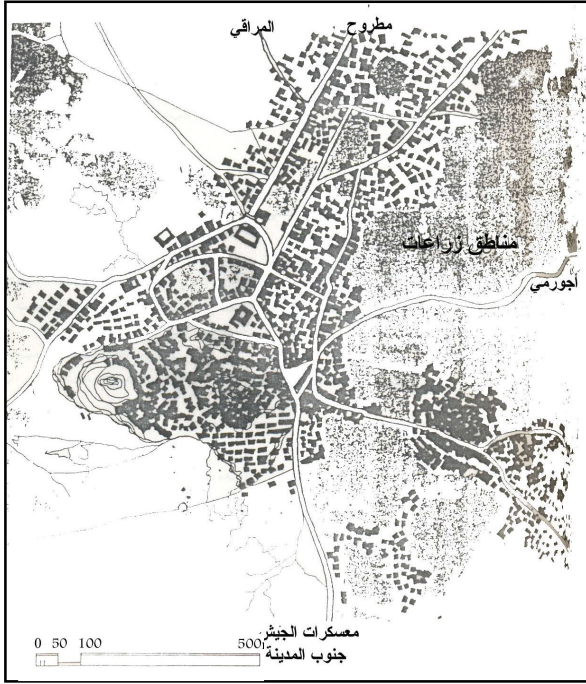 مطروح
المراقي
مناطق زراعات
أجورمي
معسكرات الجيش
جنوب المدينة
0 50 100 500